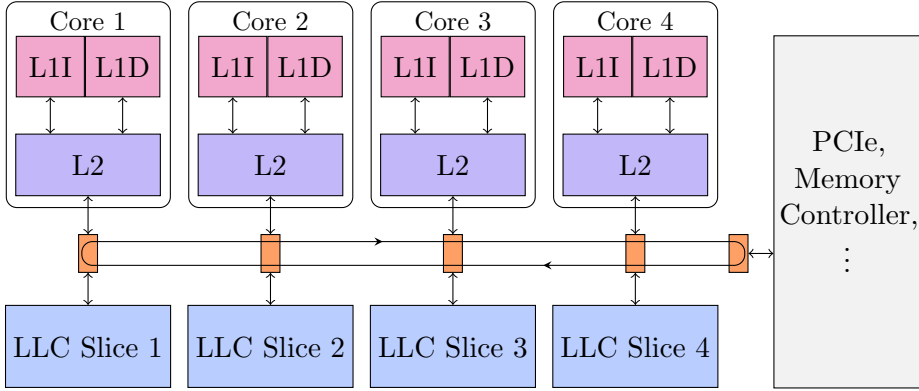 Core 1
Core 2
Core 3
Core 4
L1I
L1D
L1I
L1D
L1I
L1D
L1I
L1D
L2
L2
L2
L2
PCIe,
Memory
Controller,
⋮
LLC Slice 1
LLC Slice 2
LLC Slice 3
LLC Slice 4